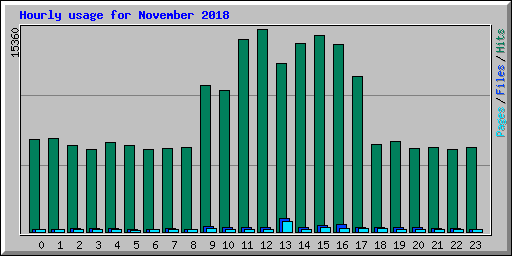 Hourly usage for November 2018
15360
Pages/Files/Hits
0 1 2 3 4 5 6 7 8 9 10 11 12 13 14 15 16 17 18 19 20 21 22 23